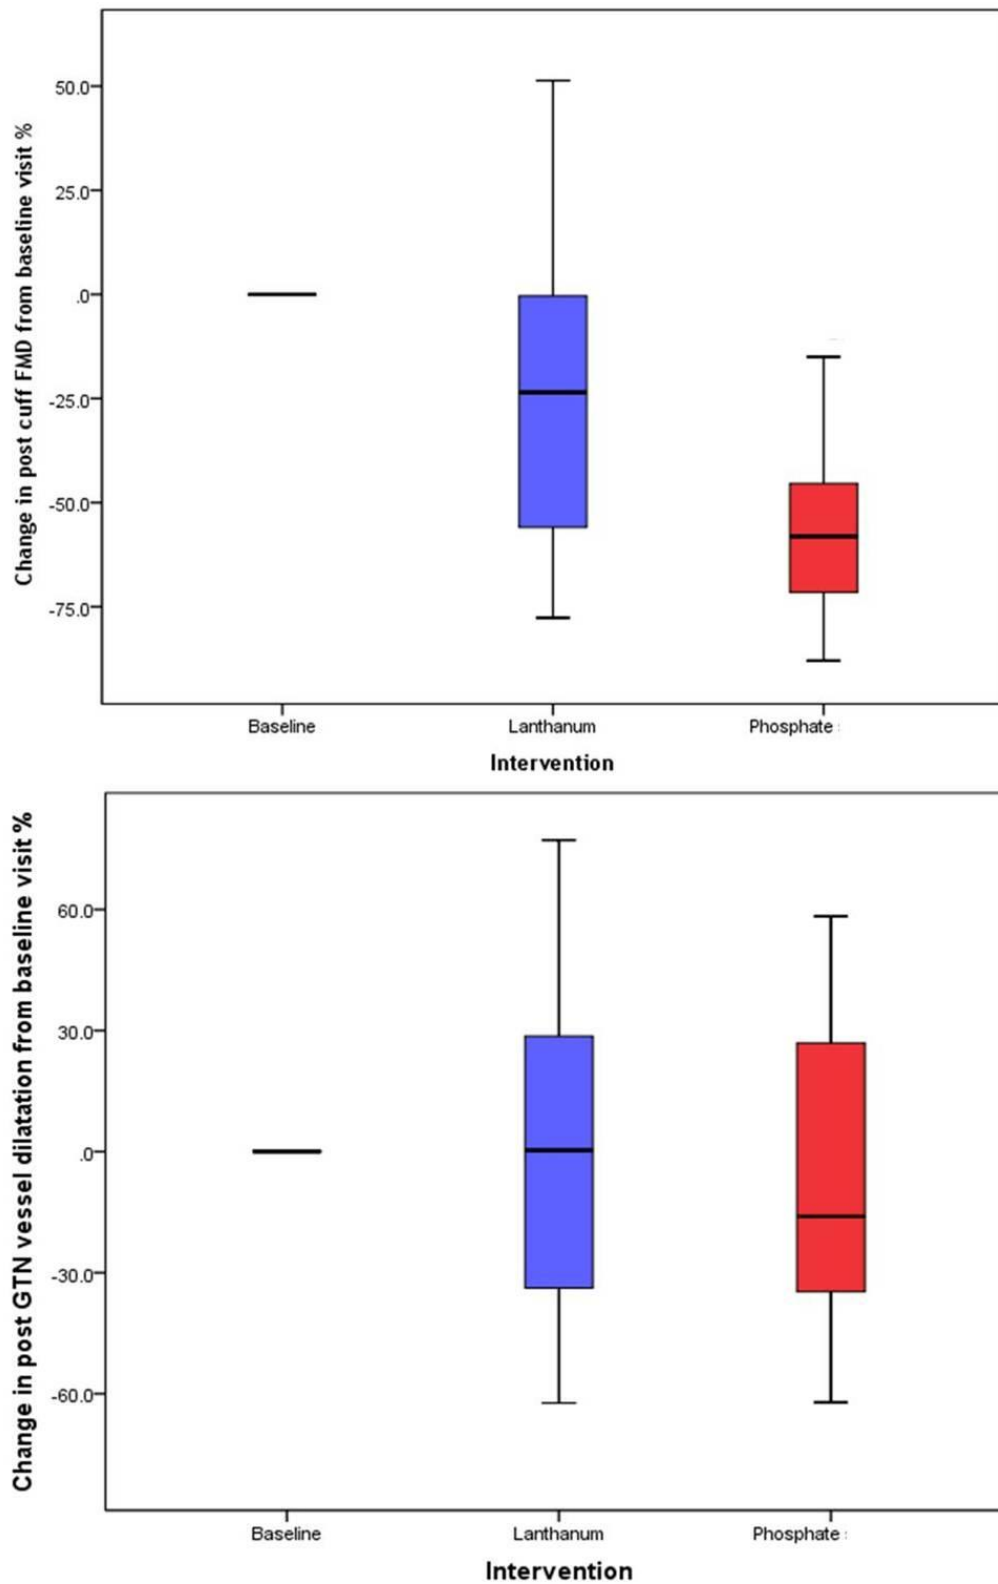 Change in post cuff FMD from baseline visit %
50.0
25.0
.0
-25.0
-50.0
-75.0
Baseline Lanthanum Phosphate
Intervention
Change in post GTN vessel dilatation from baseline visit %
60.0
30.0
.0
-30.0
-60.0
Baseline Lanthanum Phosphate
Intervention